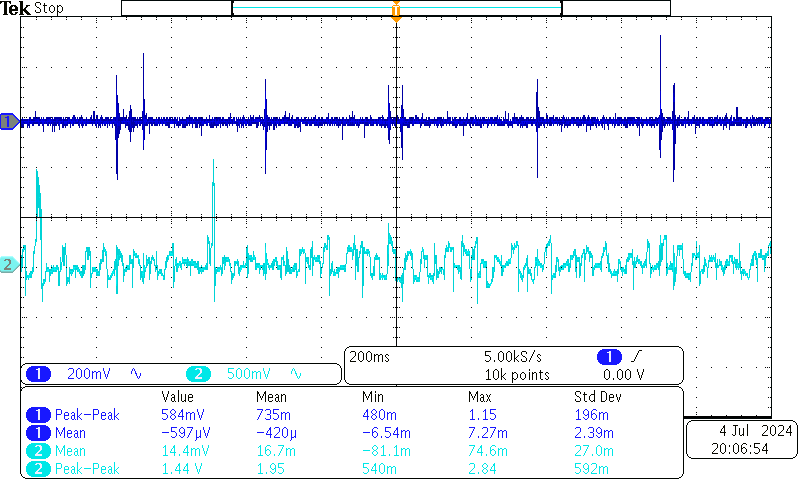 Tek Stop
T
1
2
1 200mV 2 500mV
200ms 5.00kS/s 1
10k points 0.00 V
Value Mean Min Max Std Dev
1 Peak-Peak 584mV 735m 480m 1.15 196m
1 Mean -597µV -420µ -6.54m 7.27m 2.39m
2 Mean 14.4mV 16.7m -81.1m 74.6m 27.0m
2 Peak-Peak 1.44 V 1.95 540m 2.84 592m
4 Jul 2024
20:06:54